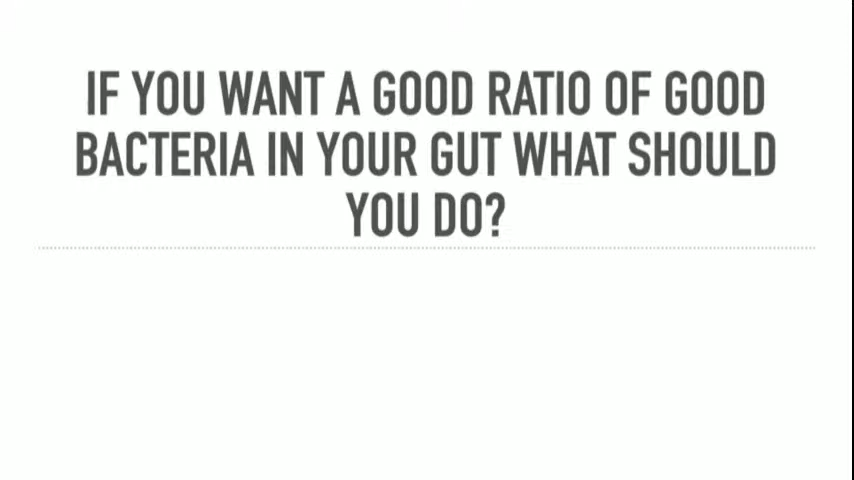 IF YOU WANT A GOOD RATIO OF GOOD
BACTERIA IN YOUR GUT WHAT SHOULD
YOU DO?